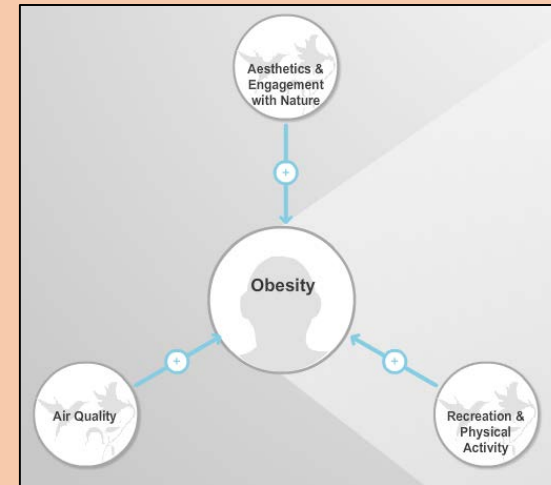 Aesthetics &
Engagement
with Nature
+
Obesity
+
+
Air Quality
Recreation &
Physical
Activity